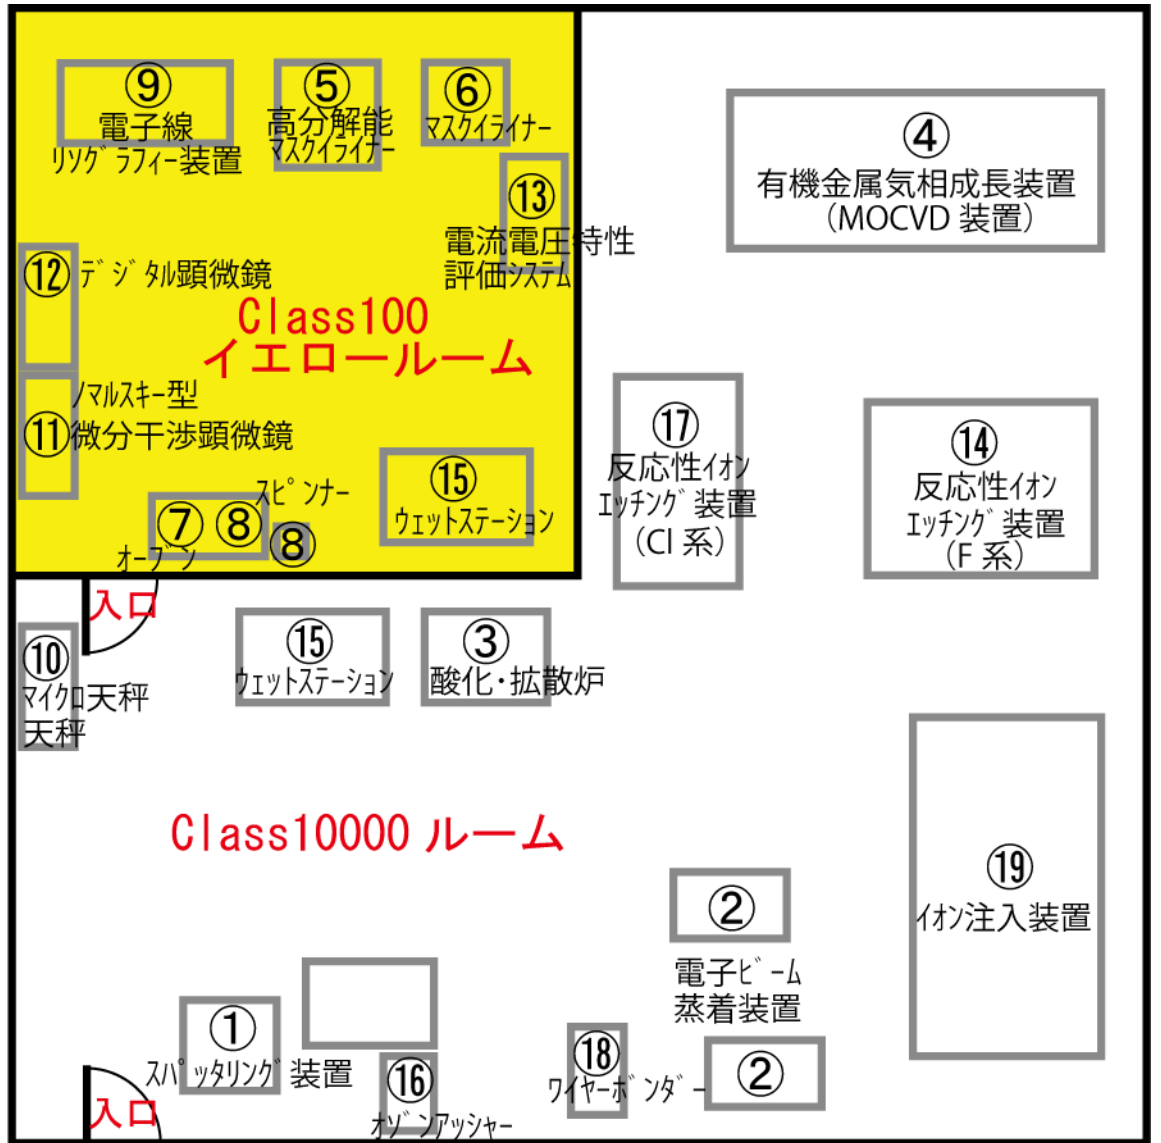 ⑨
電子線
リソグラフィー装置
⑤
高分解能
マスクイライナー
⑥
マスクイライナー
⑬
電流電圧特性
評価システム
⑫ デジタル顕微鏡
Class100
イエロールーム
ノマルスキー型
⑪微分干渉顕微鏡
⑮
ウェットステーション
スピンナー
⑦ ⑧
⑧
オーブン
④
有機金属気相成長装置
（MOCVD 装置）
⑰
反応性イオン
エッチング装置
（Cl 系）
⑭
反応性イオン
エッチング装置
（F 系）
入口
⑩
マイクロ天秤
天秤
⑮
ウェットステーション
③
酸化・拡散炉
Class10000 ルーム
⑲
イオン注入装置
②
電子ビーム
蒸着装置
②
①
スパッタリング装置
⑯
オゾンアッシャー
⑱
ワイヤーボンダー
入口